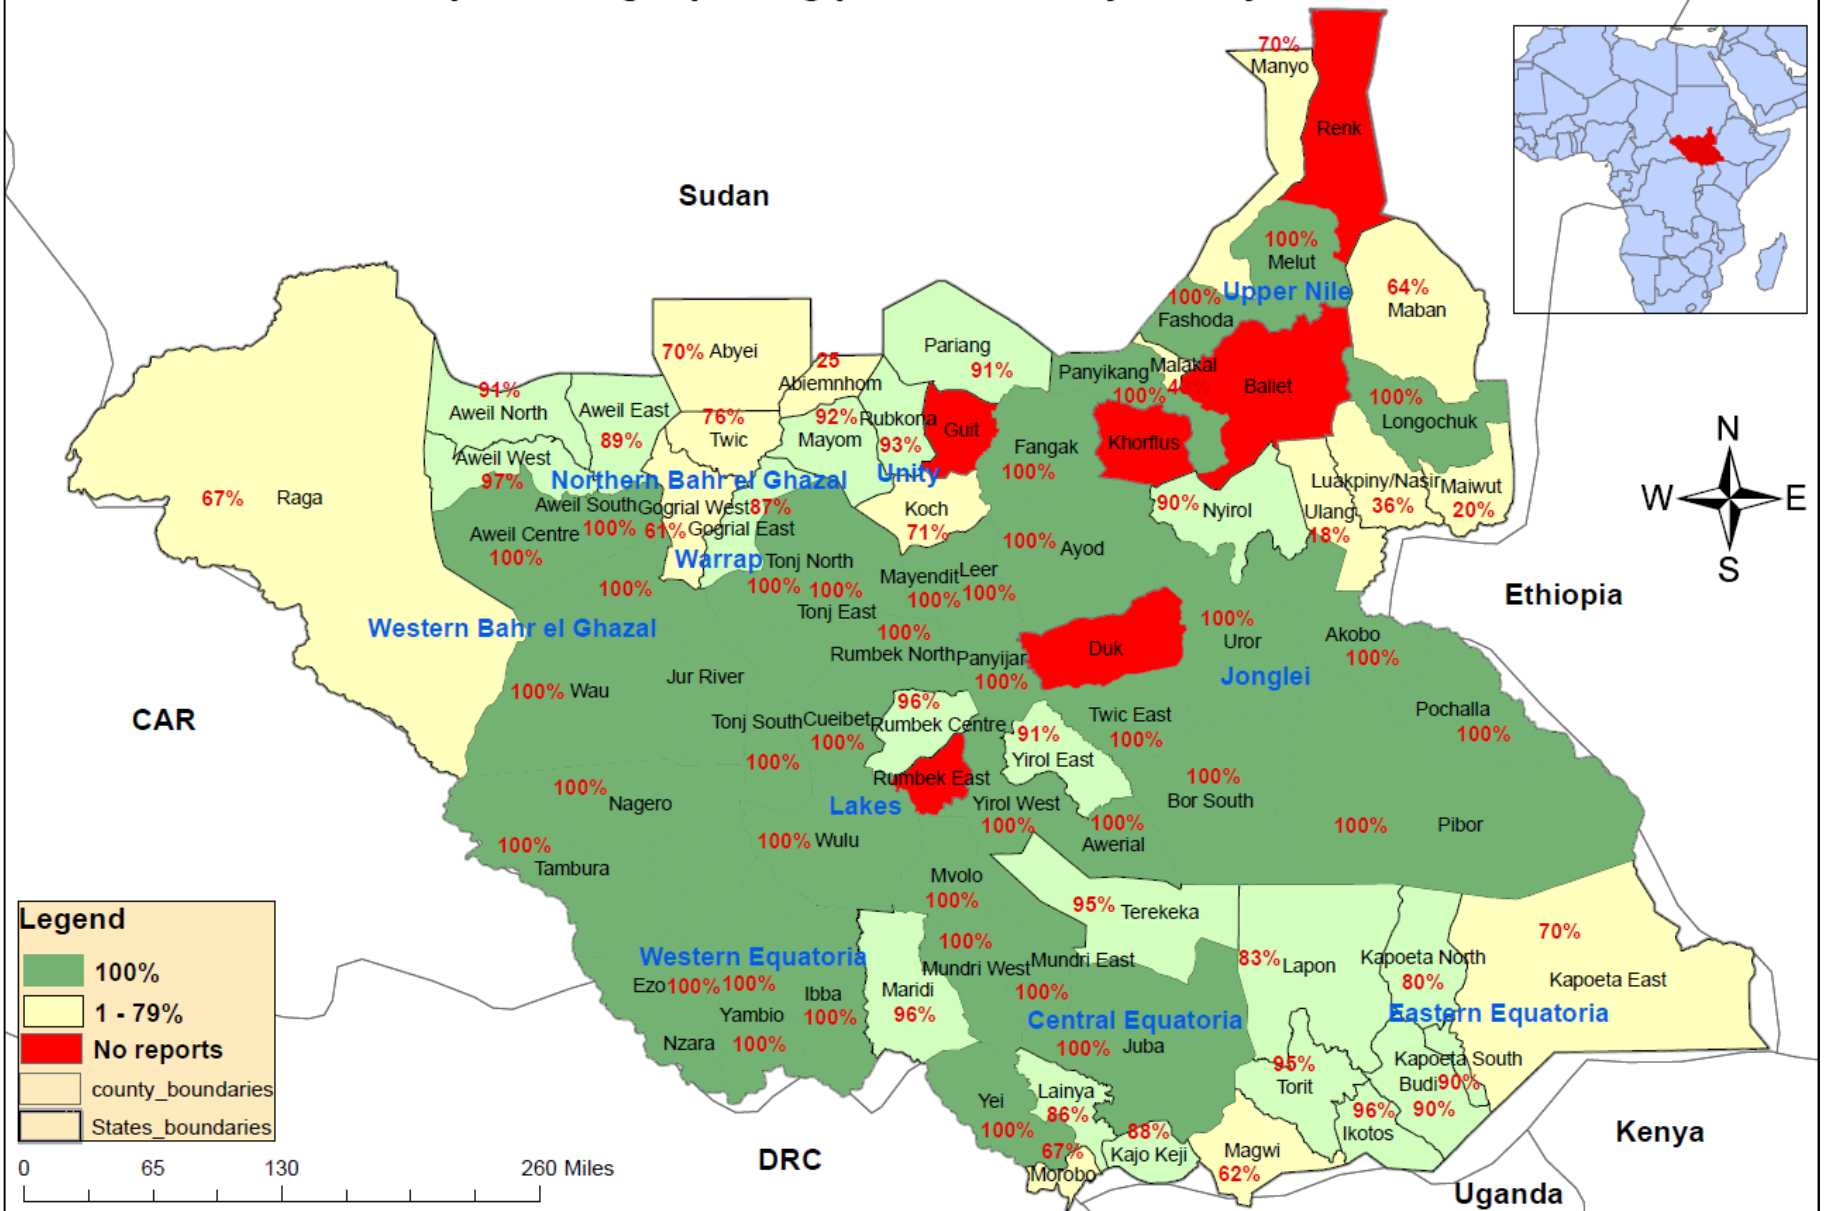 70%
Manyo
Renk
Sudan
100%
Melut
Upper Nile
100%
Fashoda
64%
Maban
70% Abyei
25
Abiemnhom
Pariang
91%
Panyikang
100%
Malakal
Baliet
100%
Longochuk
91%
Aweil North
Aweil East
89%
76%
Twic
92%
Mayom
Rubkona
93%
Guit
Fangak
100%
Khorflus
Aweil West
97%
Northern Bahr el Ghazal
Unity
67% Raga
Aweil South
100%
Gogrial West
87%
61%
Gogrial East
Koch
71%
90% Nyirol
Luakpiny/Nasir
36%
Ulang
18%
Maiwut
20%
N
W E
S
Aweil Centre
100%
100%
Warrap
Tonj North
100%
100%
Tonj East
Mayendit
100%
Leer
100%
100% Ayod
Ethiopia
Western Bahr el Ghazal
100%
Rumbek North
Panyijar
100%
Duk
100%
Uror
Akobo
100%
Jonglei
CAR
100% Wau
Jur River
Tonj South
100%
Cueibet
100%
96%
Rumbek Centre
91%
Yirol East
Twic East
100%
Pochalla
100%
Rumbek East
Lakes
100%
Nagero
Yirol West
100%
100%
Awerial
100%
Bor South
100% Pibor
100%
Tambura
100% Wulu
Mvolo
100%
95% Terekeka
100%
Mundri West
Mundri East
100%
83% Lapon
Kapoeta North
80%
70%
Kapoeta East
Western Equatoria
Ezo 100% 100%
Yambio
Ibba
100%
Nzara 100%
Maridi
96%
Central Equatoria
100% Juba
Eastern Equatoria
95%
Torit
Kapoeta South
Budi 90%
90%
96%
Ikotos
Yei
100%
Lainya
86%
67%
Morobo
88%
Kajo Keji
Magwi
62%
DRC
Kenya
Uganda
Legend
100%
1 - 79%
No reports
county_boundaries
States_boundaries
0 65 130 260 Miles